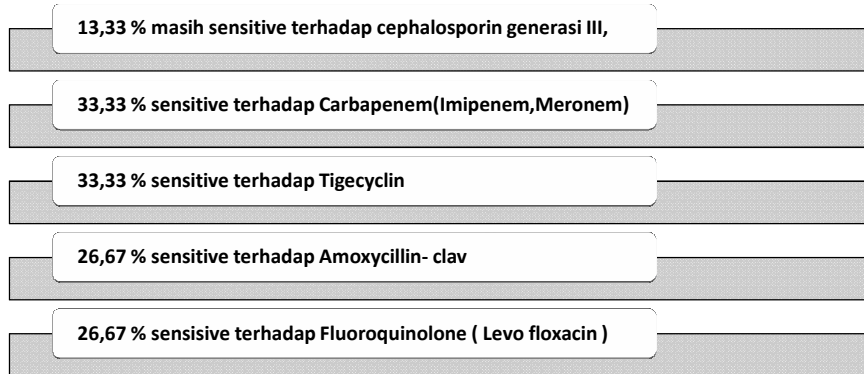 13,33 % masih sensitive terhadap cephalosporin generasi III,
33,33 % sensitive terhadap Carbapenem(Imipenem,Meronem)
33,33 % sensitive terhadap Tigecyclin
26,67 % sensitive terhadap Amoxycillin- clav
26,67 % sensisive terhadap Fluoroquinolone ( Levo floxacin )